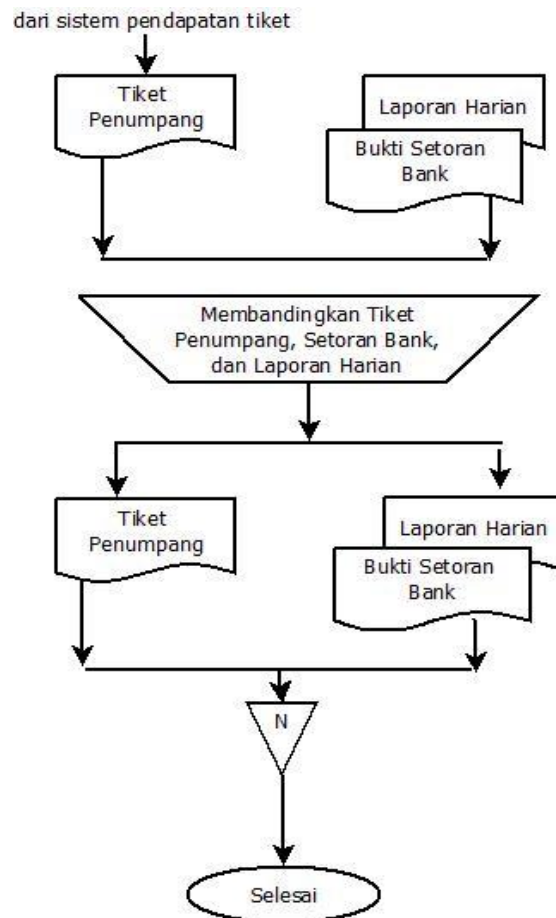 dari sistem pendapatan tiket
Tiket
Penumpang
Laporan Harian
Bukti Setoran
Bank
Membandingkan Tiket
Penumpang, Setoran Bank,
dan Laporan Harian
Tiket
Penumpang
Laporan Harian
Bukti Setoran
Bank
N
Selesai